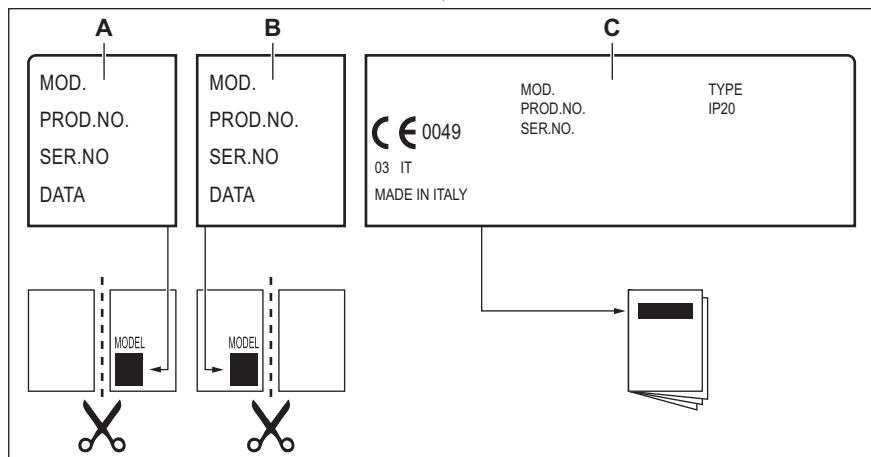 A
B
C
MOD.
PROD.NO.
SER.NO
DATA
MOD.
PROD.NO.
SER.NO
DATA
MOD.
PROD.NO.
SER.NO.
TYPE
IP20
CE 0049
03 IT
MADE IN ITALY
MODEL
MODEL